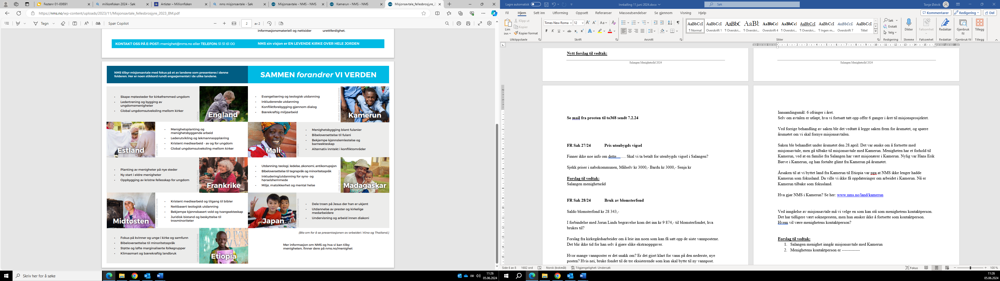 Festenr 01-00691
millionfisken 2024 - Søk
Artister – Millionfisken
nms misjonsavtale - Søk
Misjonsavtale - NMS - NMS
Kamerun - NMS - NMS
Misjonsavtale_fellesbrosjyre_2
https://nms.no/wp-content/uploads/2023/11/Misjonsavtale_fellesbrosjyre_2023_BM.pdf
Tegn
Spør Copilot
2
av 2
informasjonsmateriell og nettsider
urettferdighet.
KONTAKT OSS PÅ E-POST: menighet@nms.no eller TELEFON: 51 51 61 00
NMS sin visjon er EN LEVENDE KIRKE OVER HELE JORDEN
NMS tilbyr misjonsavtale med fokus på et av landene som presenteres i denne
folderen. Her er noen stikkord rundt engasjementet i de ulike landene.
SAMMEN forandrer VI VERDEN
• Skape møtesteder for kirkefremmed ungdom
• Ledertrening og bygging av
ungdomsmenigheter
• Global ungdomsutveksling mellom kirker
England
• Evangelisering og teologisk utdanning
• Inkluderende utdanning
• Konfliktforebygging gjennom dialog
• Bærekraftig miljøarbeid
Kamerun
Estland
• Menighetsplanting og
menighetsbyggende arbeid
• Lederutvikling og lekmannsopplæring
• Kristent mediearbeid - av og for ungdom
• Global ungdomsutveksling mellom kirker
Mali
• Menighetsbygging blant fulanier
• Bibeloversettelse til fulani
• Bekjempe kjønnslemlestelse og
barneekteskap
• Alternativ inntekt i konfliktområder
• Planting av menigheter på nye steder
• Ny start i eldre menigheter
• Oppbygging av kristne fellesskap for ungdom
Frankrike
• Utdanning; teologi, ledelse, økonomi, antikorrupsjon
• Bibeloversettelse til tegnspråk og minoritetsspråk
• Inkludering/utdanning for syns- og
hørselshemmede
• Miljø, matsikkerhet og mental helse
Madagaskar
Midtøsten
• Kristent mediearbeid og tilgang til bibler
• Nettbasert teologisk utdanning
• Bekjempe kjønnsbasert vold og tvangsekteskap
• Juridisk bistand og beskyttelse til
trosminoriteter
Japan
• Dele troen på Jesus der han er ukjent
• Utdannelse av prester og kirkelige
medarbeidere
• Undervisning og arbeid innen diakoni
• Fokus på kvinner og unge i kirke og samfunn
• Bibeloversettelse til minoritetsspråk
• Støtte og løfte marginaliserte folkegrupper
• Klimasmart og bærekraftig landbruk
Etiopia
(Bla om for å se presentasjonen av arbeidet i Kina og Thailand.)
Mer informasjon om NMS og hva vi kan tilby
menigheten, finner dere på nms.no/menighet
Skriv her for å søke
11:26
05.06.2024
Lagre automatisk
Innkalling 11.juni 2024.docx
Søk
Tonje Østvik
Fil Hjem Sett inn Utforming Oppsett Referanser Masseutsendelser Se gjennom Visning Hjelp
Kommentarer
Redigering
Del
Lim
inn
Klipp ut
Kopier
Kopier format
Utklippstavle
Times New Roma
12
Skrift
Avsnitt
¶ Normal
Overskrift 1
¶ Overskri...
¶ Overskri...
Overskrift 4
¶ Overskri...
¶ Overskri...
¶ Ingen m...
Overskrift 7
Tittel
Stiler
Søk
Erstatt
Velg
Redigering
Dikter
Stemme
Følsomhet
Følsomhet
Redaktør
Redaktør
Gjenbruk
fil
Gjenbruk fil
Tillegg
Tillegg
Nytt forslag til vedtak:
Salangen Menighetsråd 2024
Salangen Menighetsråd 2024
Se mail fra prosten til to368 sendt 7.2.24
FR Sak 27/24 Pris utenbygds vigsel
Finner ikke noe info om dette……. Skal vi ta betalt for utenbygds vigsel i Salangen?
Sjekk priser i nabokommunen, Målselv kr 3000,- Bardu kr 3000,- Senja kr
Forslag til vedtak:
Salangen menighetsråd
FR Sak 28/24 Bruk av blomsterfond
Saldo blomsterfond kr 28 343,-
I forbindelse med Jorun Linds begravelse kom det inn kr 9 874,- til blomsterfondet, hva
brukes til?
Forslag fra kirkegårdsarbeider om å leie inn noen som kan få satt opp de siste vannpostene.
Det blir ikke tid for han selv å gjøre slike ekstraoppgaver.
Hvor mange vannposter er det snakk om? Er det gjort klart for vann på den nederste, nye
posten? Hvis nei, bruke fondet til de tre eksisterende som kun skal bytte til ny vannpost.
Innsamlingsmål: 6 ofringer i året.
Selv om avtalen er utløpt, hva vi fortsatt tatt opp offer 6 ganger i året til misjonsprosjektet.
Ved forrige behandling av saken ble det vedtatt å legge saken frem for årsmøtet, og spørre
årsmøtet om vi skal fornye misjonsavtalen.
Saken ble behandlet under årsmøtet den 28.april. Det var ønske om å fortsette med
misjonsavtale, men gå tilbake til misjonsavtale med Kamerun. Menigheten har et forhold til
Kamerun, ved at en familie fra Salangen har vært misjonærer i Kamerun. Nylig var Hans Erik
Børve i Kamerun, og han fortalte glimt fra Kamerun på årsmøtet.
Årsaken til at vi byttet land fra Kamerun til Etiopia var pga at NMS ikke lenger hadde
Kamerun som fokusland. Da ville vi ikke få oppdateringer om arbeidet i Kamerun. Nå er
Kamerun tilbake som fokusland.
Hva gjør NMS i Kamerun? Se her: www.nms.no/land/kamerun
Ved inngåelse av misjonsavtale må vi velge en som kan stå som menighetens kontaktperson.
Det har tidligere vært soknepresten, men hun ønsker ikke å fortsette som kontaktperson.
Hvem vil være menighetens kontaktperson?
Forslag til vedtak:
1. Salangen menighet inngår misjonsavtale med Kamerun
2. Menighetens kontaktperson er -------------
Side 6 av 8
1682 ord
Norsk (bokmål)
Tilgjengelighet: Undersøk
Fokus
100 %
11:26
05.06.2024